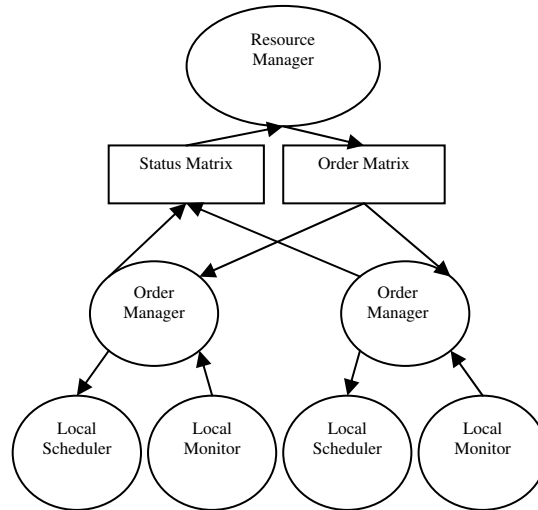 Resource
Manager
Status Matrix
Order Matrix
Order
Manager
Order
Manager
Local
Scheduler
Local
Monitor
Local
Scheduler
Local
Monitor